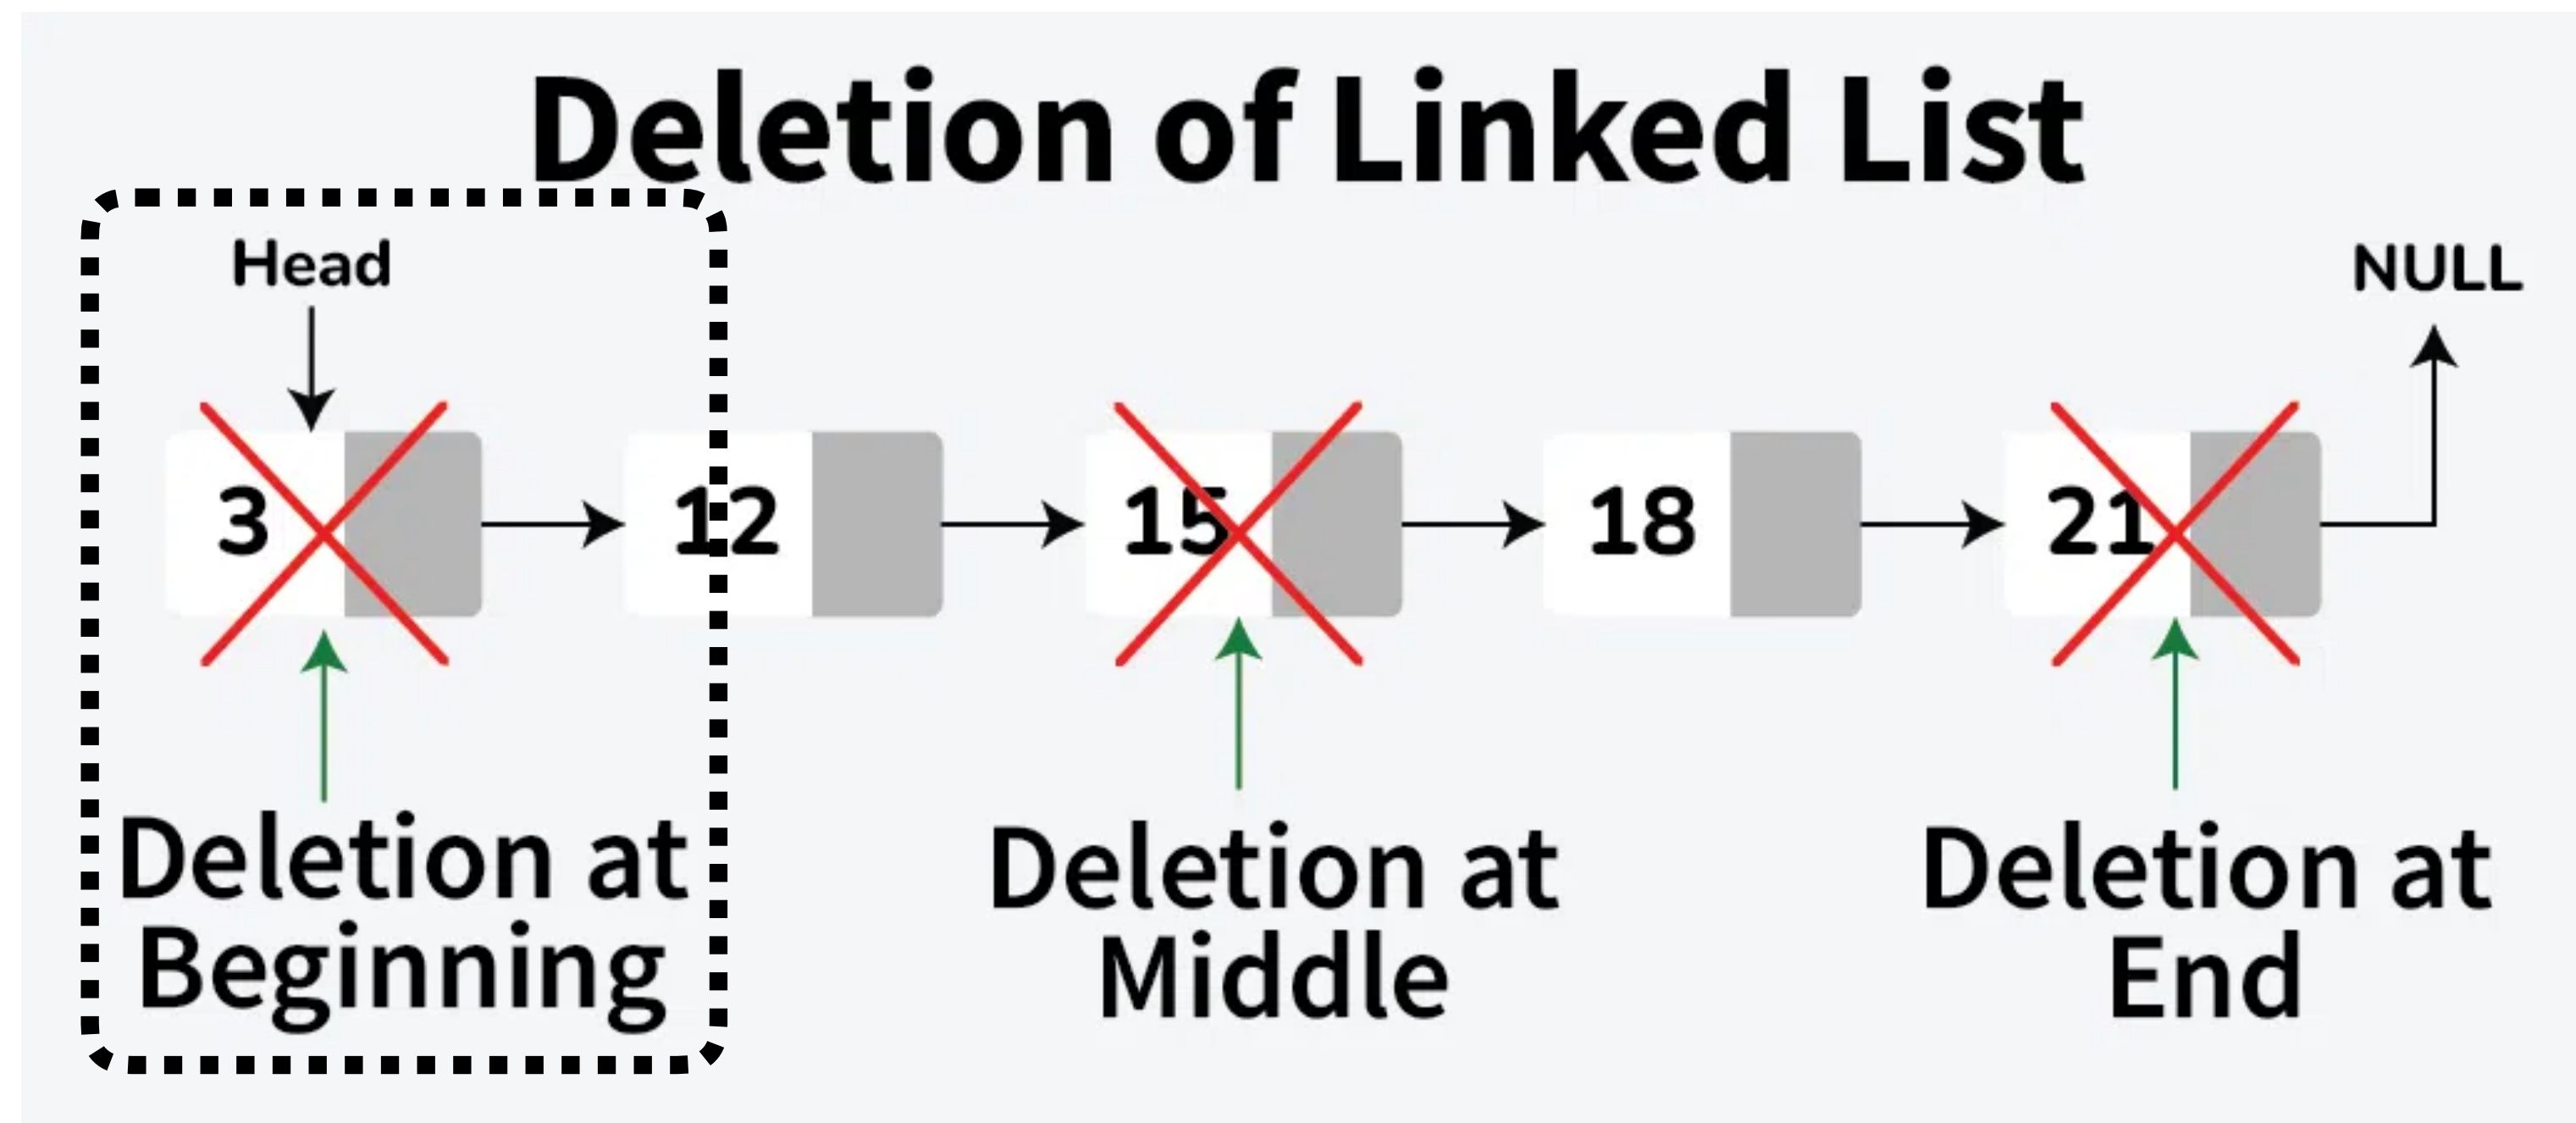 Deletion of Linked List
Head
NULL
3
12
15
18
21
Deletion at
Beginning
Deletion at
Middle
Deletion at
End